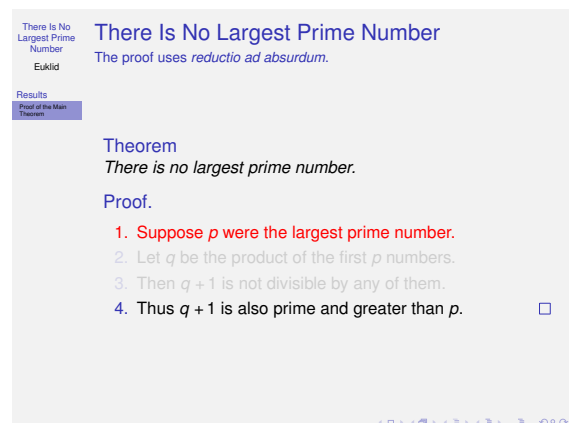 There Is No
Largest Prime
Number
Euklid
Results
Proof of the Main
Theorem
There Is No Largest Prime Number
The proof uses reductio ad absurdum.
Theorem
There is no largest prime number.
Proof.
1. Suppose p were the largest prime number.
2. Let q be the product of the first p numbers.
3. Then q + 1 is not divisible by any of them.
4. Thus q + 1 is also prime and greater than p.